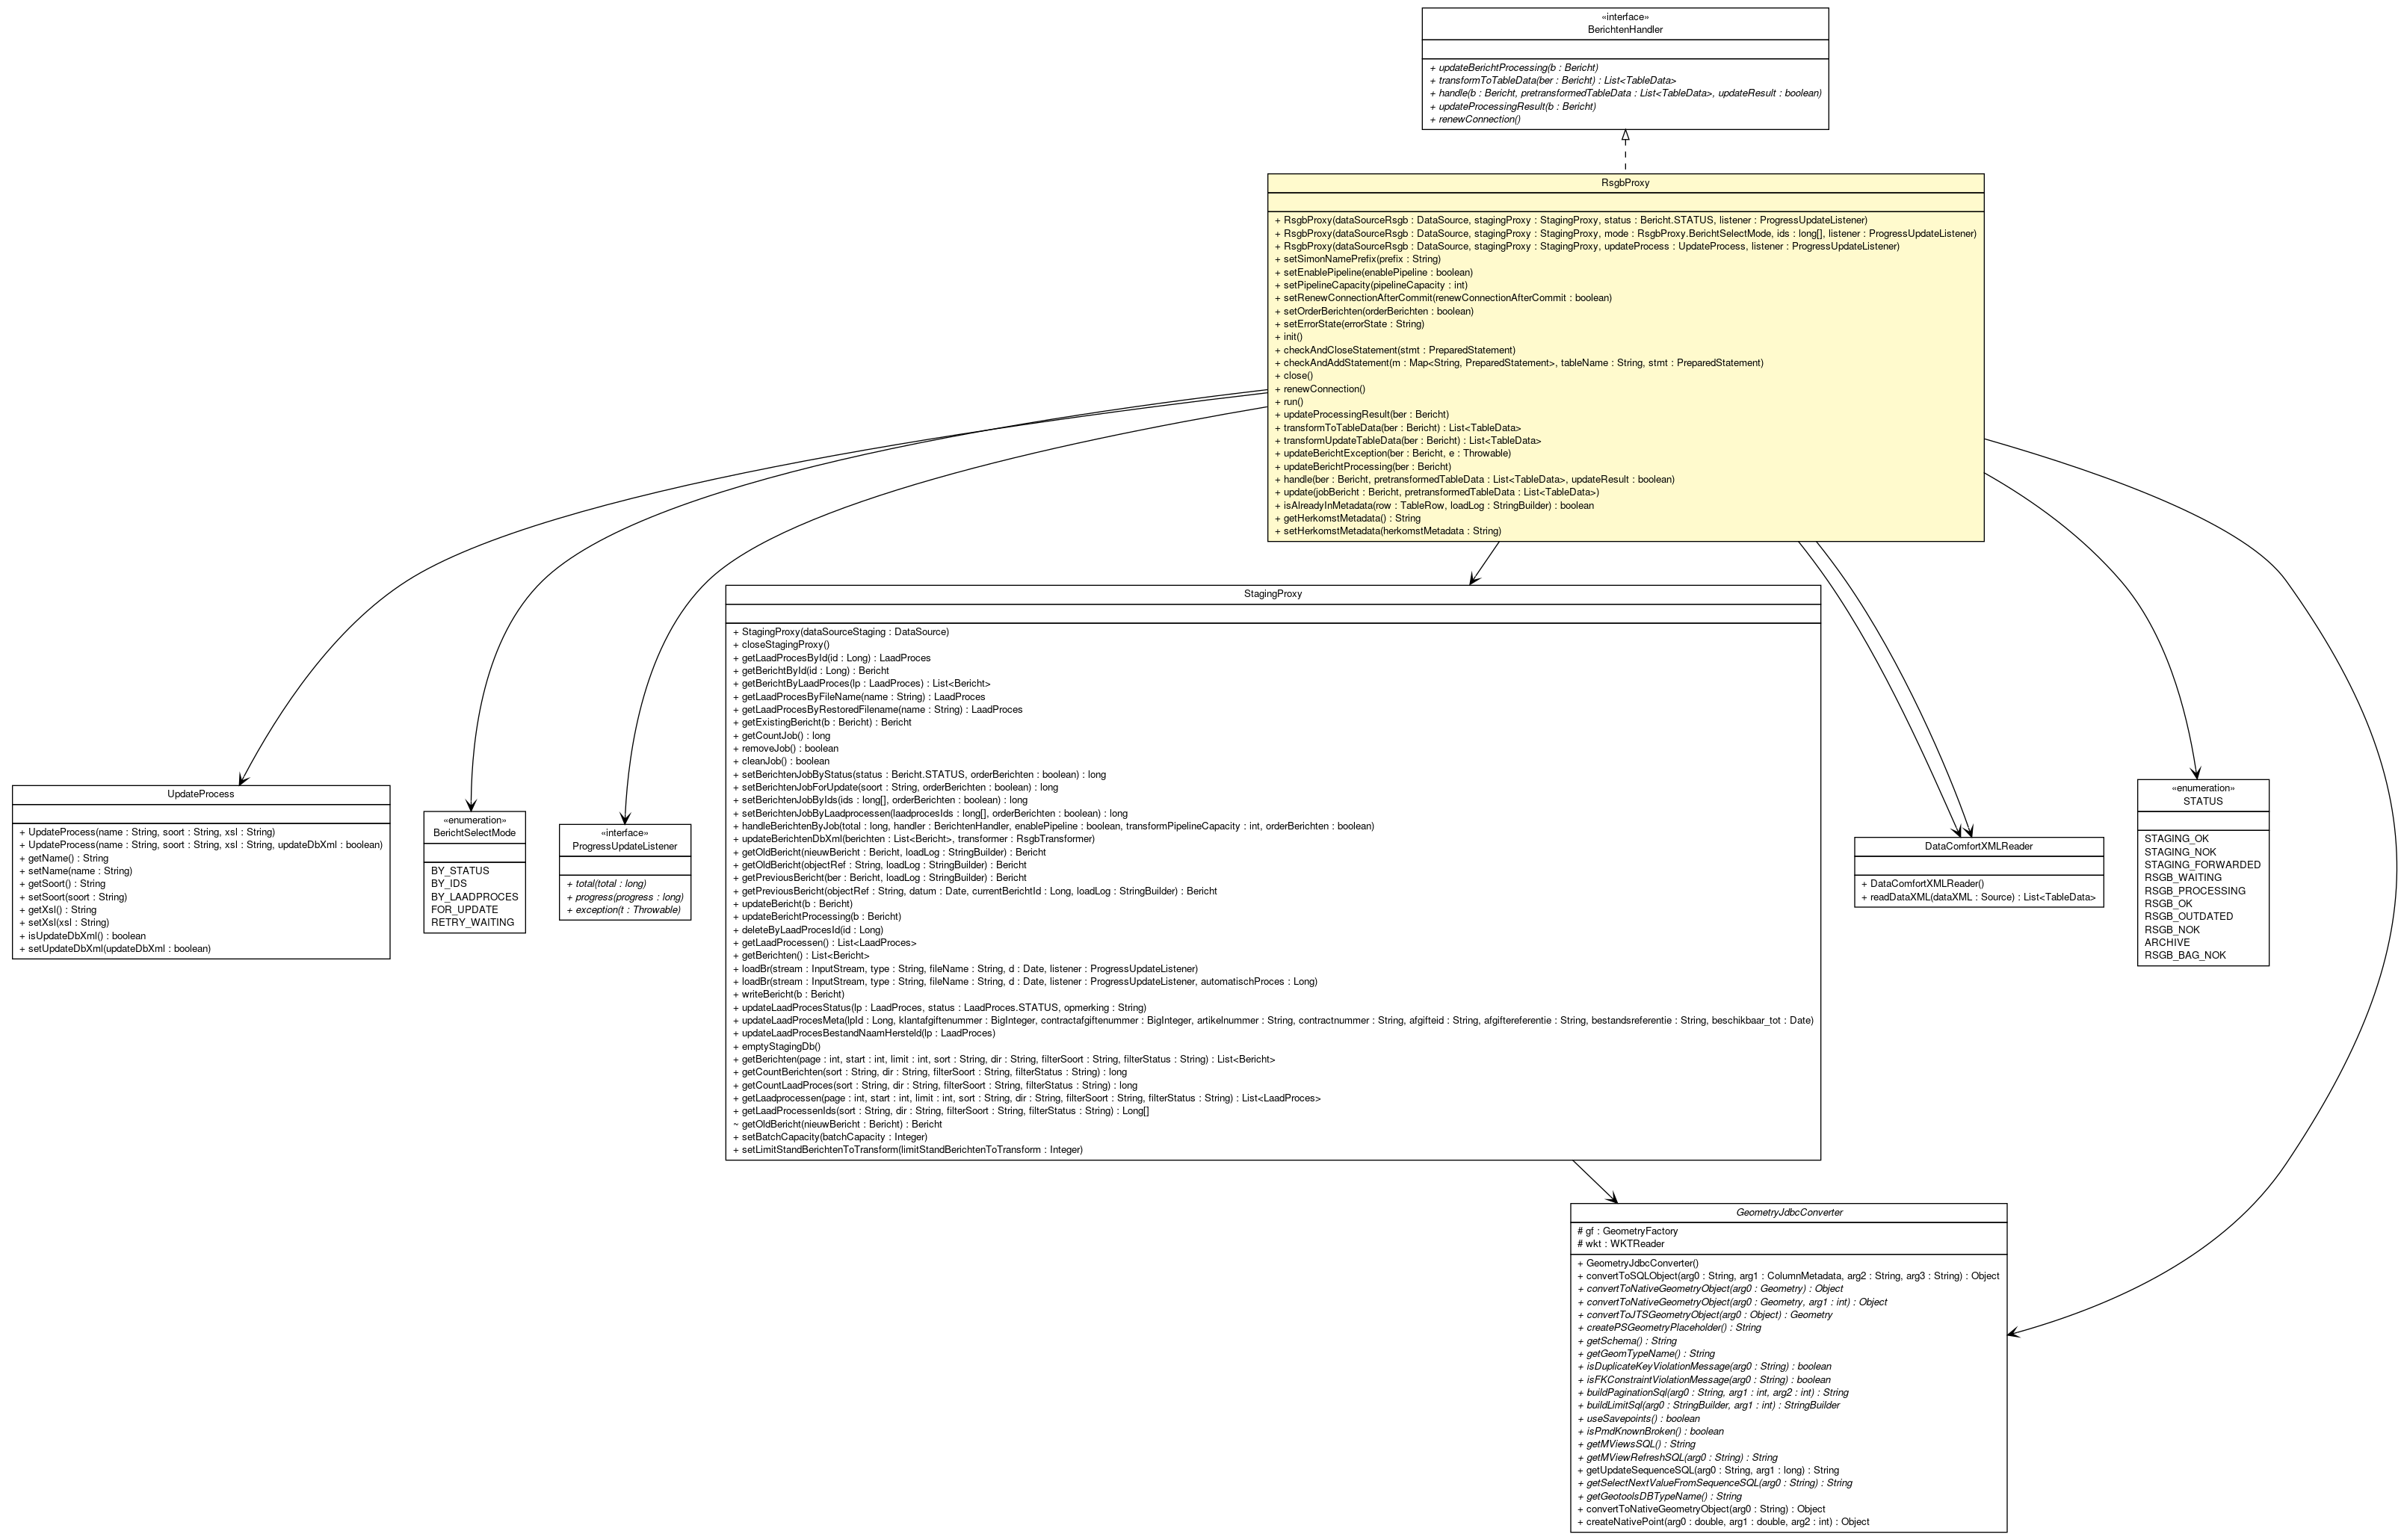 «interface»
BerichtenHandler
+ updateBerichtProcessing(b : Bericht)
+ transformToTableData(ber : Bericht) : List<TableData>
+ handle(b : Bericht, pretransformedTableData : List<TableData>, updateResult : boolean)
+ updateProcessingResult(b : Bericht)
+ renewConnection()
RsgbProxy
+ RsgbProxy(dataSourceRsgb : DataSource, stagingProxy : StagingProxy, status : Bericht.STATUS, listener : ProgressUpdateListener)
+ RsgbProxy(dataSourceRsgb : DataSource, stagingProxy : StagingProxy, mode : RsgbProxy.BerichtSelectMode, ids : long[], listener : ProgressUpdateListener)
+ RsgbProxy(dataSourceRsgb : DataSource, stagingProxy : StagingProxy, updateProcess : UpdateProcess, listener : ProgressUpdateListener)
+ setSimonNamePrefix(prefix : String)
+ setEnablePipeline(enablePipeline : boolean)
+ setPipelineCapacity(pipelineCapacity : int)
+ setRenewConnectionAfterCommit(renewConnectionAfterCommit : boolean)
+ setOrderBerichten(orderBerichten : boolean)
+ setErrorState(errorState : String)
+ init()
+ checkAndCloseStatement(stmt : PreparedStatement)
+ checkAndAddStatement(m : Map<String, PreparedStatement>, tableName : String, stmt : PreparedStatement)
+ close()
+ renewConnection()
+ run()
+ updateProcessingResult(ber : Bericht)
+ transformToTableData(ber : Bericht) : List<TableData>
+ transformUpdateTableData(ber : Bericht) : List<TableData>
+ updateBerichtException(ber : Bericht, e : Throwable)
+ updateBerichtProcessing(ber : Bericht)
+ handle(ber : Bericht, pretransformedTableData : List<TableData>, updateResult : boolean)
+ update(jobBericht : Bericht, pretransformedTableData : List<TableData>)
+ isAlreadyInMetadata(row : TableRow, loadLog : StringBuilder) : boolean
+ getHerkomstMetadata() : String
+ setHerkomstMetadata(herkomstMetadata : String)
UpdateProcess
+ UpdateProcess(name : String, soort : String, xsl : String)
+ UpdateProcess(name : String, soort : String, xsl : String, updateDbXml : boolean)
+ getName() : String
+ setName(name : String)
+ getSoort() : String
+ setSoort(soort : String)
+ getXsl() : String
+ setXsl(xsl : String)
+ isUpdateDbXml() : boolean
+ setUpdateDbXml(updateDbXml : boolean)
«enumeration»
BerichtSelectMode
BY_STATUS
BY_IDS
BY_LAADPROCES
FOR_UPDATE
RETRY_WAITING
«interface»
ProgressUpdateListener
+ total(total : long)
+ progress(progress : long)
+ exception(t : Throwable)
StagingProxy
+ StagingProxy(dataSourceStaging : DataSource)
+ closeStagingProxy()
+ getLaadProcesById(id : Long) : LaadProces
+ getBerichtById(id : Long) : Bericht
+ getBerichtByLaadProces(lp : LaadProces) : List<Bericht>
+ getLaadProcesByFileName(name : String) : LaadProces
+ getLaadProcesByRestoredFilename(name : String) : LaadProces
+ getExistingBericht(b : Bericht) : Bericht
+ getCountJob() : long
+ removeJob() : boolean
+ cleanJob() : boolean
+ setBerichtenJobByStatus(status : Bericht.STATUS, orderBerichten : boolean) : long
+ setBerichtenJobForUpdate(soort : String, orderBerichten : boolean) : long
+ setBerichtenJobByIds(ids : long[], orderBerichten : boolean) : long
+ setBerichtenJobByLaadprocessen(laadprocesIds : long[], orderBerichten : boolean) : long
+ handleBerichtenByJob(total : long, handler : BerichtenHandler, enablePipeline : boolean, transformPipelineCapacity : int, orderBerichten : boolean)
+ updateBerichtenDbXml(berichten : List<Bericht>, transformer : RsgbTransformer)
+ getOldBericht(nieuwBericht : Bericht, loadLog : StringBuilder) : Bericht
+ getOldBericht(objectRef : String, loadLog : StringBuilder) : Bericht
+ getPreviousBericht(ber : Bericht, loadLog : StringBuilder) : Bericht
+ getPreviousBericht(objectRef : String, datum : Date, currentBerichtId : Long, loadLog : StringBuilder) : Bericht
+ updateBericht(b : Bericht)
+ updateBerichtProcessing(b : Bericht)
+ deleteByLaadProcesId(id : Long)
+ getLaadProcessen() : List<LaadProces>
+ getBerichten() : List<Bericht>
+ loadBr(stream : InputStream, type : String, fileName : String, d : Date, listener : ProgressUpdateListener)
+ loadBr(stream : InputStream, type : String, fileName : String, d : Date, listener : ProgressUpdateListener, automatischProces : Long)
+ writeBericht(b : Bericht)
+ updateLaadProcesStatus(lp : LaadProces, status : LaadProces.STATUS, opmerking : String)
+ updateLaadProcesMeta(lpId : Long, klantafgiftenummer : BigInteger, contractafgiftenummer : BigInteger, artikelnummer : String, contractnummer : String, afgifteid : String, afgiftereferentie : String, bestandsreferentie : String, beschikbaar_tot : Date)
+ updateLaadProcesBestandNaamHersteld(lp : LaadProces)
+ emptyStagingDb()
+ getBerichten(page : int, start : int, limit : int, sort : String, dir : String, filterSoort : String, filterStatus : String) : List<Bericht>
+ getCountBerichten(sort : String, dir : String, filterSoort : String, filterStatus : String) : long
+ getCountLaadProces(sort : String, dir : String, filterSoort : String, filterStatus : String) : long
+ getLaadprocessen(page : int, start : int, limit : int, sort : String, dir : String, filterSoort : String, filterStatus : String) : List<LaadProces>
+ getLaadProcessenIds(sort : String, dir : String, filterSoort : String, filterStatus : String) : Long[]
~ getOldBericht(nieuwBericht : Bericht) : Bericht
+ setBatchCapacity(batchCapacity : Integer)
+ setLimitStandBerichtenToTransform(limitStandBerichtenToTransform : Integer)
DataComfortXMLReader
+ DataComfortXMLReader()
+ readDataXML(dataXML : Source) : List<TableData>
«enumeration»
STATUS
STAGING_OK
STAGING_NOK
STAGING_FORWARDED
RSGB_WAITING
RSGB_PROCESSING
RSGB_OK
RSGB_OUTDATED
RSGB_NOK
ARCHIVE
RSGB_BAG_NOK
GeometryJdbcConverter
# gf : GeometryFactory
# wkt : WKTReader
+ GeometryJdbcConverter()
+ convertToSQLObject(arg0 : String, arg1 : ColumnMetadata, arg2 : String, arg3 : String) : Object
+ convertToNativeGeometryObject(arg0 : Geometry) : Object
+ convertToNativeGeometryObject(arg0 : Geometry, arg1 : int) : Object
+ convertToJTSGeometryObject(arg0 : Object) : Geometry
+ createPSGeometryPlaceholder() : String
+ getSchema() : String
+ getGeomTypeName() : String
+ isDuplicateKeyViolationMessage(arg0 : String) : boolean
+ isFKConstraintViolationMessage(arg0 : String) : boolean
+ buildPaginationSql(arg0 : String, arg1 : int, arg2 : int) : String
+ buildLimitSql(arg0 : StringBuilder, arg1 : int) : StringBuilder
+ useSavepoints() : boolean
+ isPmdKnownBroken() : boolean
+ getMViewsSQL() : String
+ getMViewRefreshSQL(arg0 : String) : String
+ getUpdateSequenceSQL(arg0 : String, arg1 : long) : String
+ getSelectNextValueFromSequenceSQL(arg0 : String) : String
+ getGeotoolsDBTypeName() : String
+ convertToNativeGeometryObject(arg0 : String) : Object
+ createNativePoint(arg0 : double, arg1 : double, arg2 : int) : Object